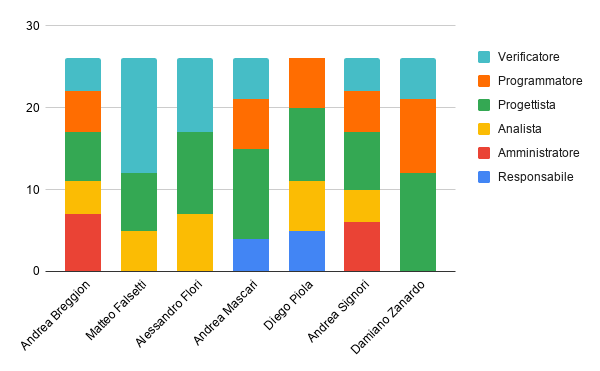 30
20
10
0
Andrea Breggion
Matteo Falsetti
Alessandro Flori
Andrea Mascari
Diego Piola
Andrea Signori
Damiano Zanardo
Verificatore
Programmatore
Progettista
Analista
Amministratore
Responsabile